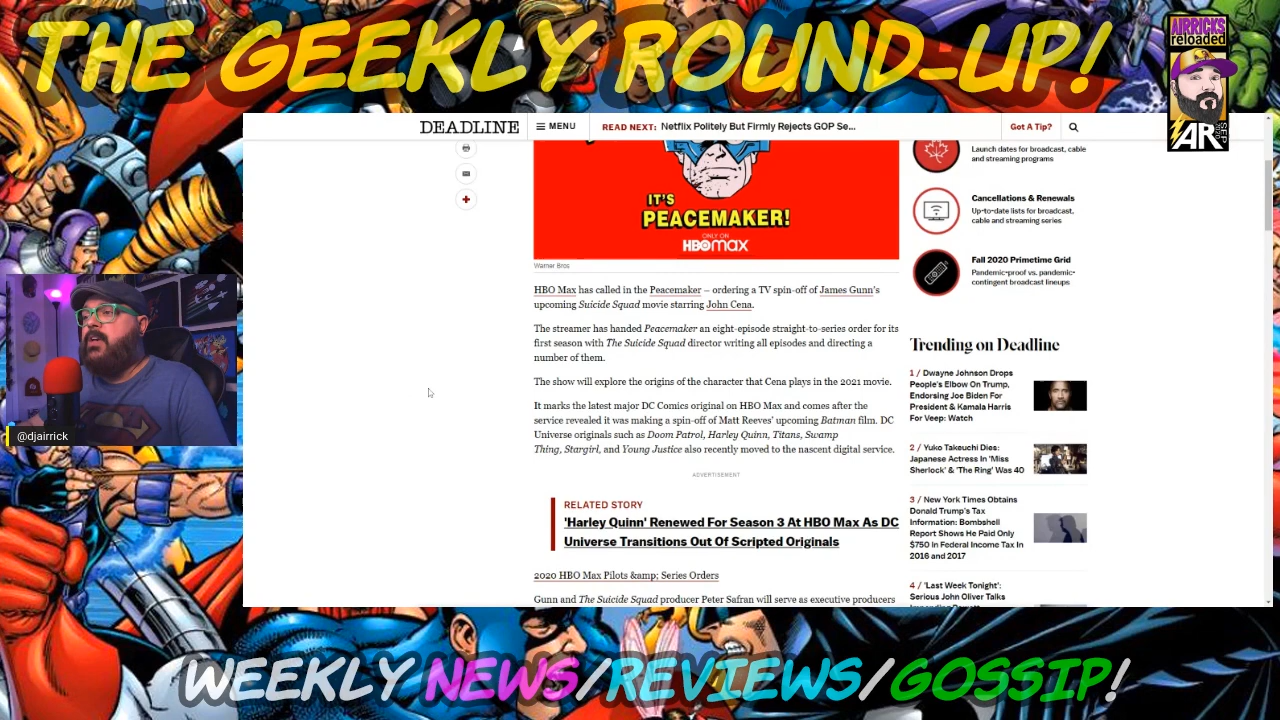 THE GEEKLY ROUND-UP!
AIRRICKS
reloaded
AR
DEADLINE
MENU
READ NEXT: Netflix Politely But Firmly Rejects GOP Se...
Got A Tip?
IT'S
PEACEMAKER!
ONLY ON
HBOmax
Warner Bros
HBO Max has called in the Peacemaker – ordering a TV spin-off of James Gunn's
upcoming Suicide Squad movie starring John Cena.
The streamer has handed Peacemaker an eight-episode straight-to-series order for its
first season with The Suicide Squad director writing all episodes and directing a
number of them.
The show will explore the origins of the character that Cena plays in the 2021 movie.
It marks the latest major DC Comics original on HBO Max and comes after the
service revealed it was making a spin-off of Matt Reeves' upcoming Batman film. DC
Universe originals such as Doom Patrol, Harley Quinn, Titans, Swamp
Thing, Stargirl, and Young Justice also recently moved to the nascent digital service.
ADVERTISEMENT
RELATED STORY
'Harley Quinn' Renewed For Season 3 At HBO Max As DC
Universe Transitions Out Of Scripted Originals
2020 HBO Max Pilots &amp; Series Orders
Gunn and The Suicide Squad producer Peter Safran will serve as executive producers
Launch dates for broadcast, cable
and streaming programs
Cancellations & Renewals
Up-to-date lists for broadcast,
cable and streaming series
Fall 2020 Primetime Grid
Pandemic-proof vs. pandemic-
contingent broadcast lineups
Trending on Deadline
1 / Dwayne Johnson Drops
People's Elbow On Trump,
Endorsing Joe Biden For
President & Kamala Harris
For Veep: Watch
2 / Yuko Takeuchi Dies:
Japanese Actress In 'Miss
Sherlock' & 'The Ring' Was 40
3 / New York Times Obtains
Donald Trump's Tax
Information: Bombshell
Report Shows He Paid Only
$750 In Federal Income Tax In
2016 and 2017
4 / 'Last Week Tonight':
Serious John Oliver Talks
@djairrick
WEEKLY NEWS/REVIEWS/GOSSIP!